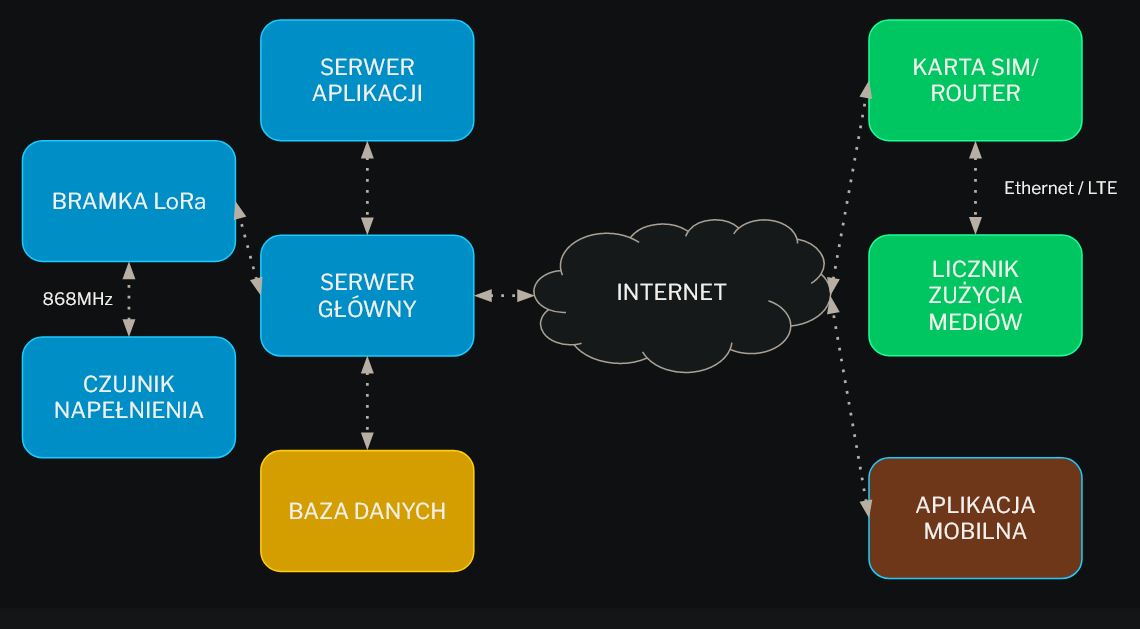 SERWER
APLIKACJI
KARTA SIM/
ROUTER
BRAMKA LoRa
Ethernet / LTE
868MHz
SERWER
GŁÓWNY
INTERNET
LICZNIK
ZUŻYCIA
MEDIÓW
CZUJNIK
NAPEŁNIENIA
BAZA DANYCH
APLIKACJA
MOBILNA